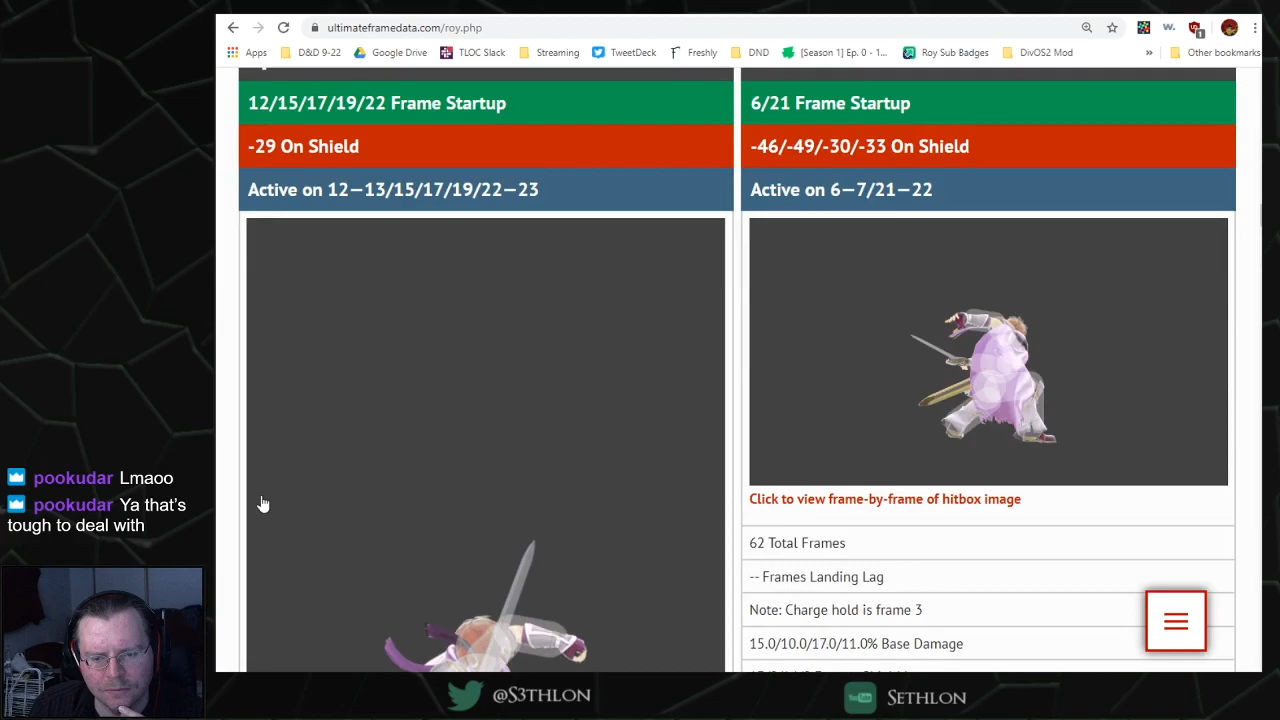 ultimateframedata.com/roy.php
Apps D&D 9-22 Google Drive TLOC Slack Streaming TweetDeck Freshly DND [Season 1] Ep. 0 - 1... Roy Sub Badges DivOS2 Mod » Other bookmarks
12/15/17/19/22 Frame Startup
-29 On Shield
Active on 12—13/15/17/19/22—23
6/21 Frame Startup
-46/-49/-30/-33 On Shield
Active on 6—7/21—22
Click to view frame-by-frame of hitbox image
62 Total Frames
-- Frames Landing Lag
Note: Charge hold is frame 3
15.0/10.0/17.0/11.0% Base Damage
pookudar Lmaoo
pookudar Ya that's
tough to deal with
@S3THLON
SETHLON